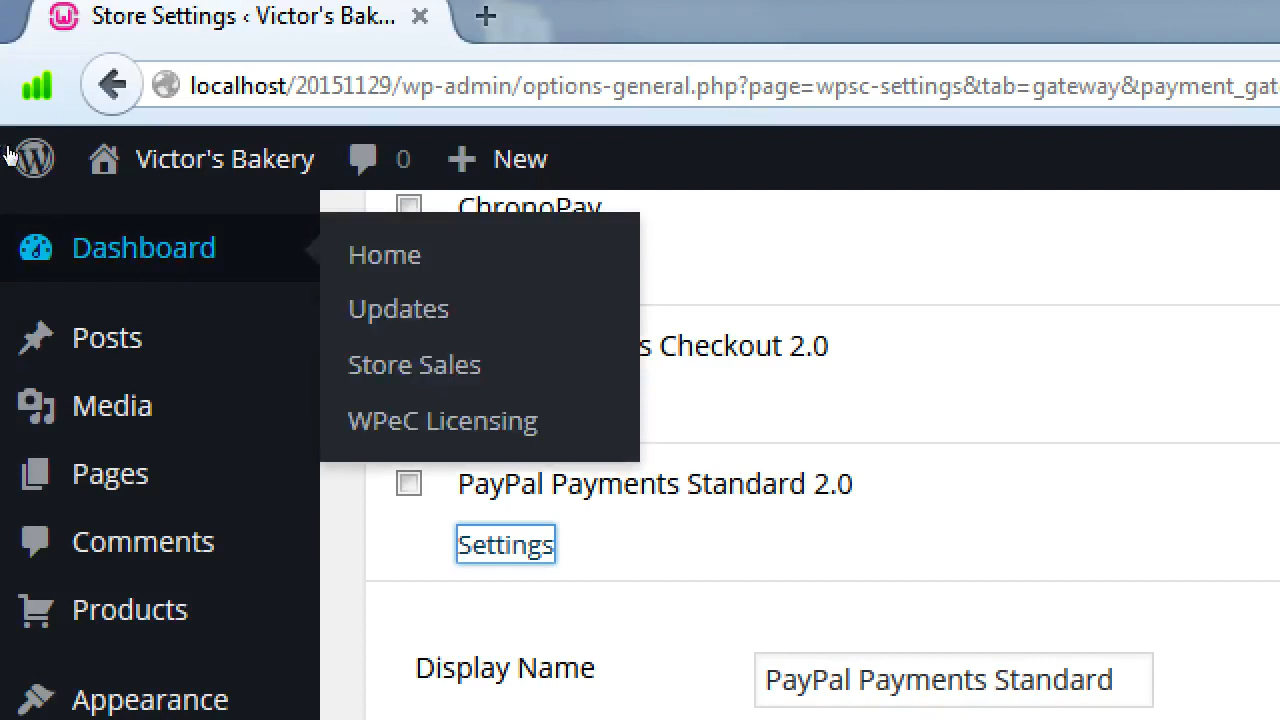 Store Settings ‹ Victor's Bak...
localhost/20151129/wp-admin/options-general.php?page=wpsc-settings&tab=gateway&payment_gat
Victor's Bakery 0 New
ChronoPay
Dashboard
Home
Updates
s Checkout 2.0
Posts
Store Sales
Media
WPeC Licensing
Pages
PayPal Payments Standard 2.0
Comments
Settings
Products
Display Name
PayPal Payments Standard
Appearance